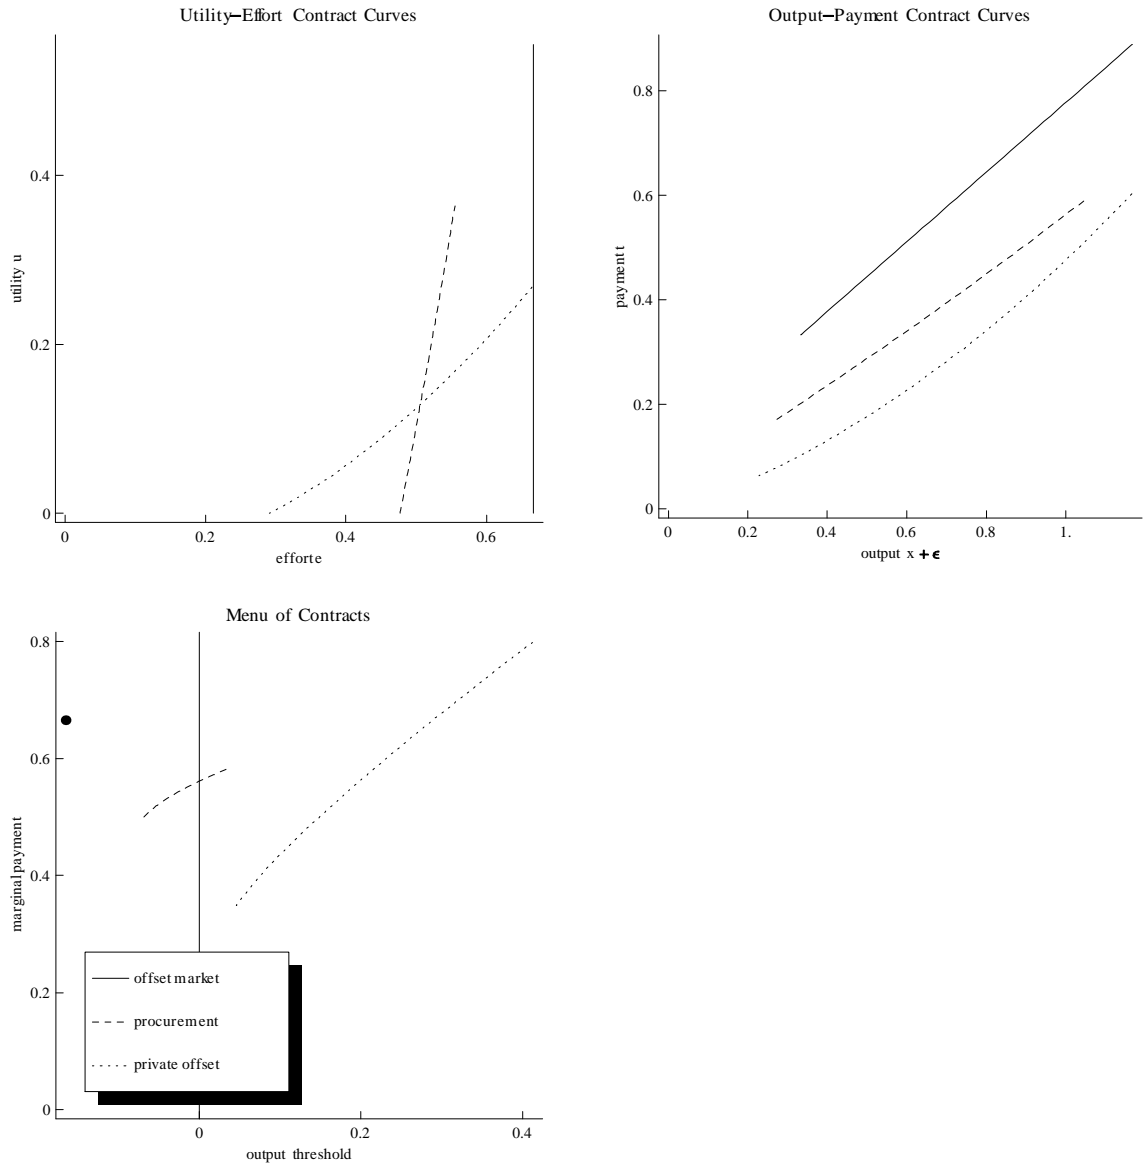 Utility–Effort Contract Curves
0.4
0.2
0
utility u
0 0.2 0.4 0.6
effort e
Output–Payment Contract Curves
0.8
0.6
0.4
0.2
0
payment t
0 0.2 0.4 0.6 0.8 1.
output x + ϵ
Menu of Contracts
0.8
0.6
0.4
0.2
0
marginal payment
offset market
procurement
private offset
0 0.2 0.4
output threshold